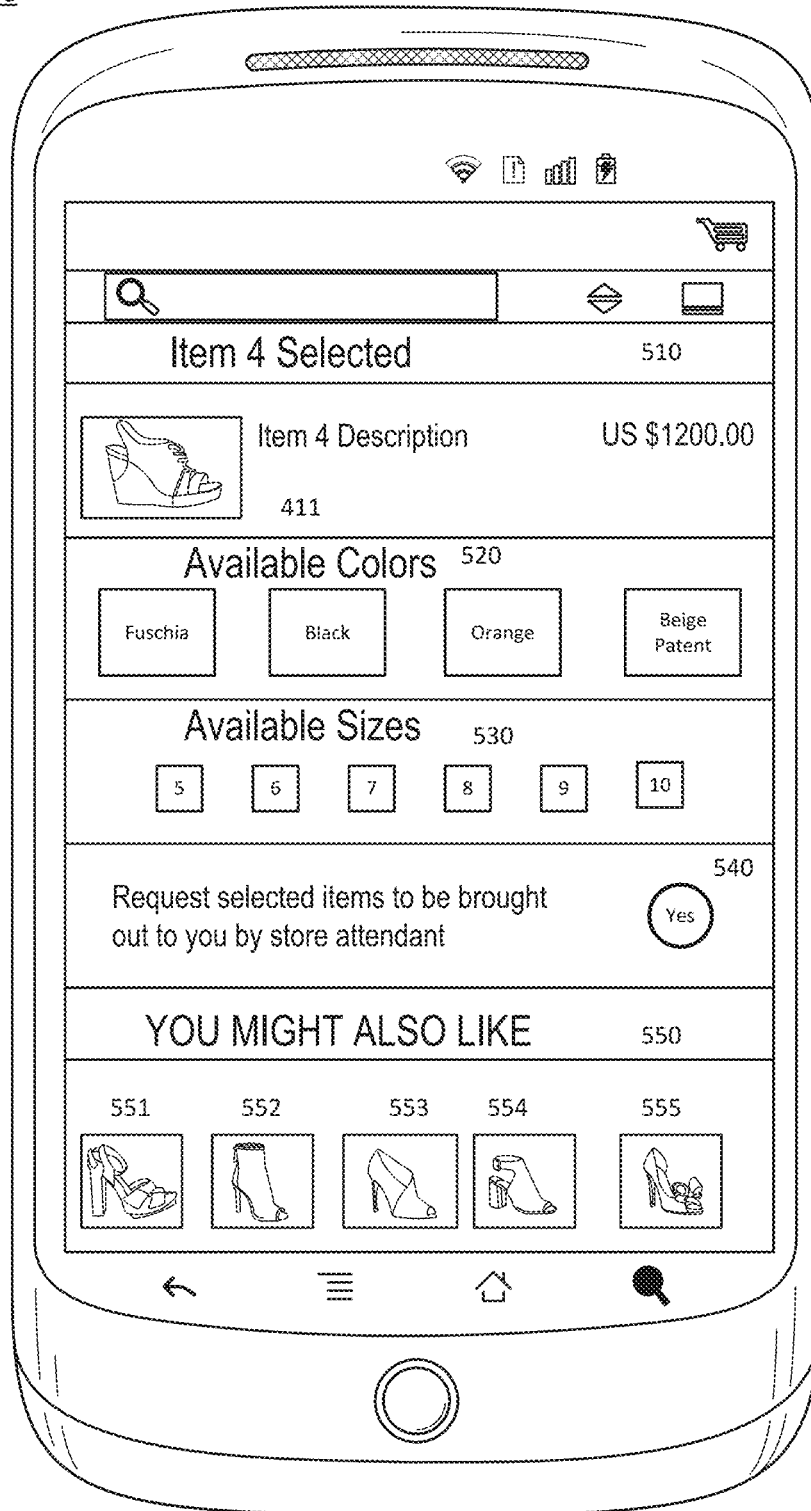 Item 4 Selected 510
Item 4 Description US $1200.00
411
Available Colors 520
Fuschia Black Orange Beige
Patent
Available Sizes 530
5 6 7 8 9 10
540
Request selected items to be brought
out to you by store attendant
Yes
YOU MIGHT ALSO LIKE 550
551 552 553 554 555